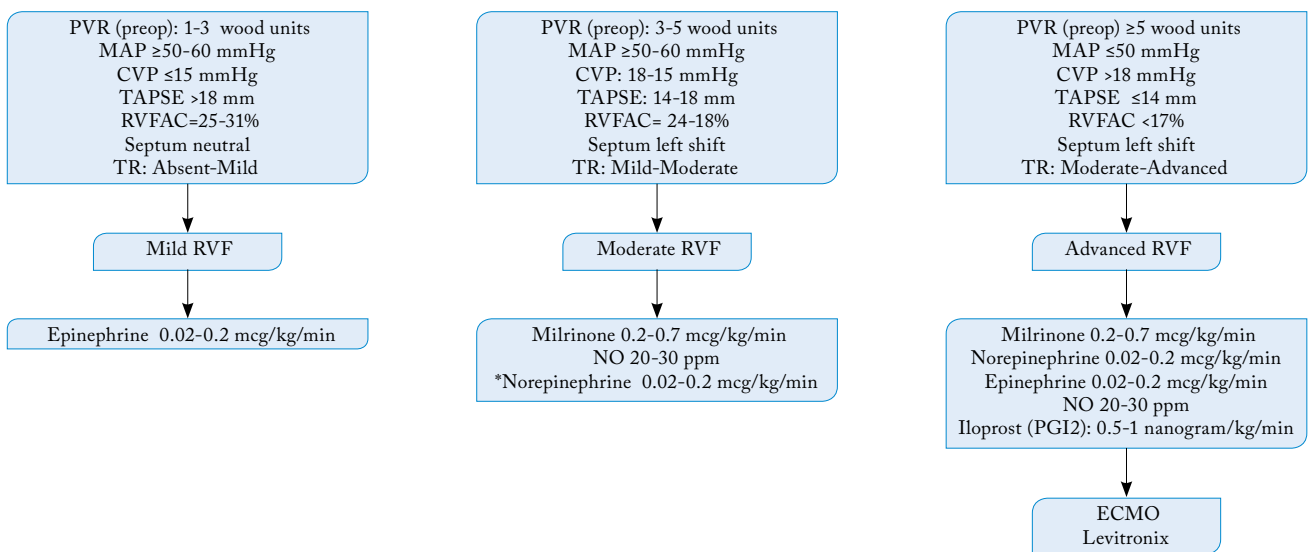 PVR (preop): 1-3 wood units
MAP ≥50-60 mmHg
CVP ≤15 mmHg
TAPSE >18 mm
RVFAC=25-31%
Septum neutral
TR: Absent-Mild
Mild RVF
Epinephrine 0.02-0.2 mcg/kg/min
PVR (preop): 3-5 wood units
MAP ≥50-60 mmHg
CVP: 18-15 mmHg
TAPSE: 14-18 mm
RVFAC= 24-18%
Septum left shift
TR: Mild-Moderate
Moderate RVF
Milrinone 0.2-0.7 mcg/kg/min
NO 20-30 ppm
*Norepinephrine 0.02-0.2 mcg/kg/min
PVR (preop) ≥5 wood units
MAP ≤50 mmHg
CVP >18 mmHg
TAPSE ≤14 mm
RVFAC <17%
Septum left shift
TR: Moderate-Advanced
Advanced RVF
Milrinone 0.2-0.7 mcg/kg/min
Norepinephrine 0.02-0.2 mcg/kg/min
Epinephrine 0.02-0.2 mcg/kg/min
NO 20-30 ppm
Iloprost (PGI2): 0.5-1 nanogram/kg/min
ECMO
Levitronix